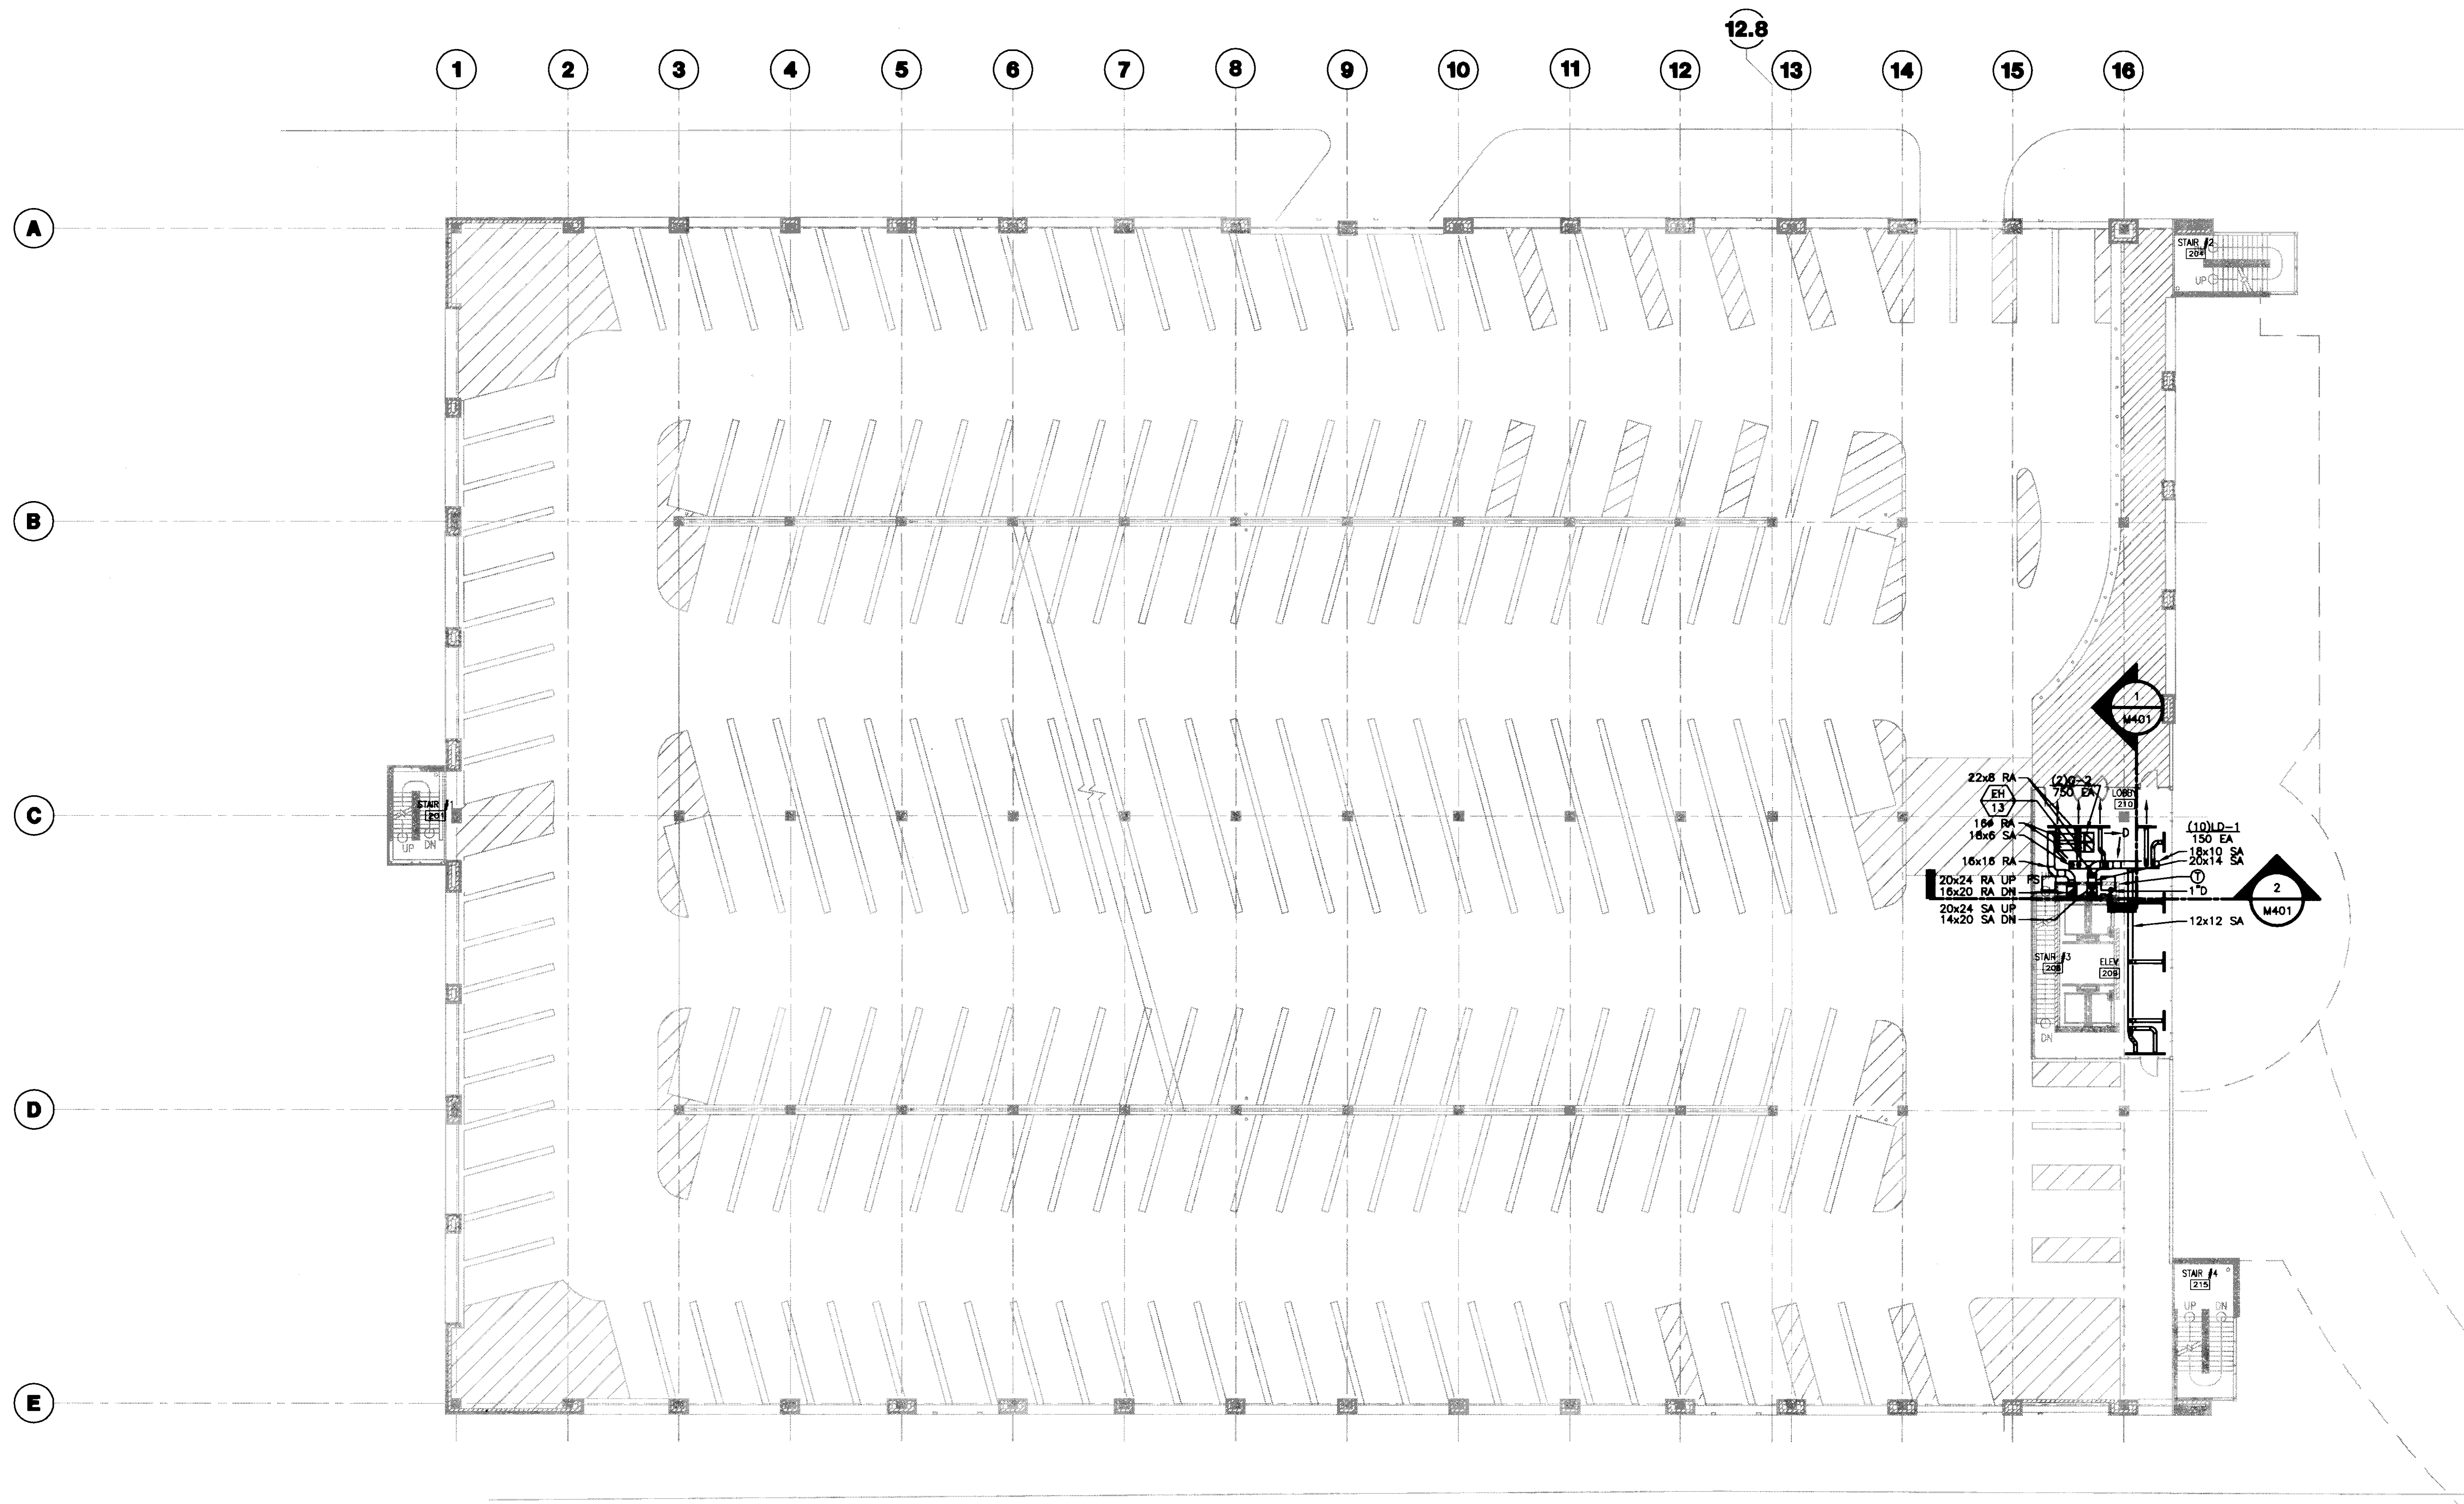 12.8
1 2 3 4 5 6 7 8 9 10 11 12 13 14 15 16
A
STAIR #2
204
UP
B
1
M401
22x8 RA
(2)G-2
750 EA
EH
13
LOBBY
210
C
STAIR #1
201
UP DN
16ø RA
18x6 SA
D
(10)LD-1
150 EA
18x10 SA
20x14 SA
16x16 RA
T
20x24 RA UP FS
16x20 RA DN
1"D
20x24 SA UP
14x20 SA DN
2
M401
12x12 SA
STAIR #3
208
ELEV
209
DN
D
STAIR #4
215
UP DN
E